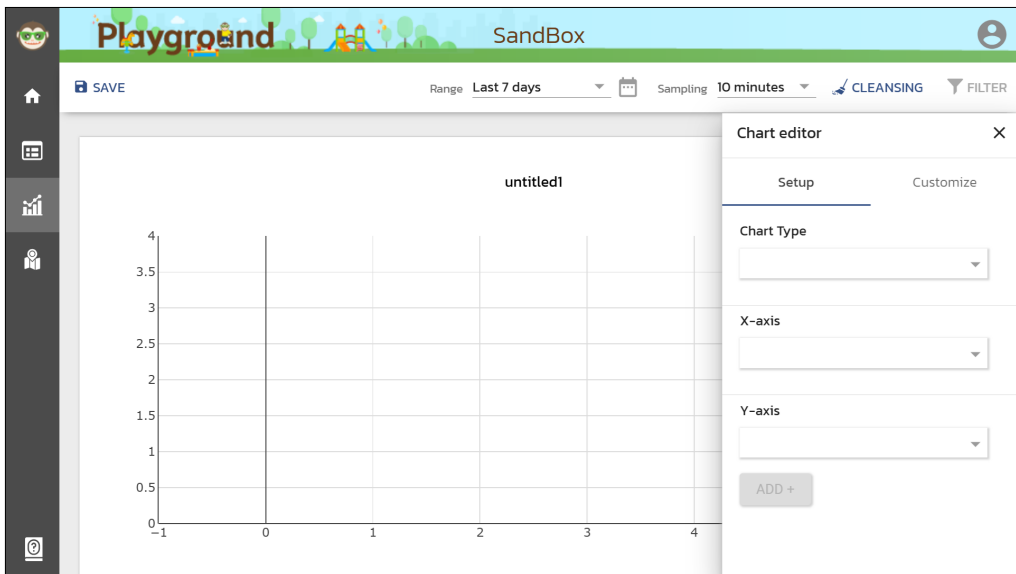 Playground SandBox
SAVE Range Last 7 days Sampling 10 minutes CLEANSING FILTER
Chart editor
Setup Customize
untitled1
Chart Type
X-axis
Y-axis
ADD +
4
3.5
3
2.5
2
1.5
1
0.5
0
−1 0 1 2 3 4
?